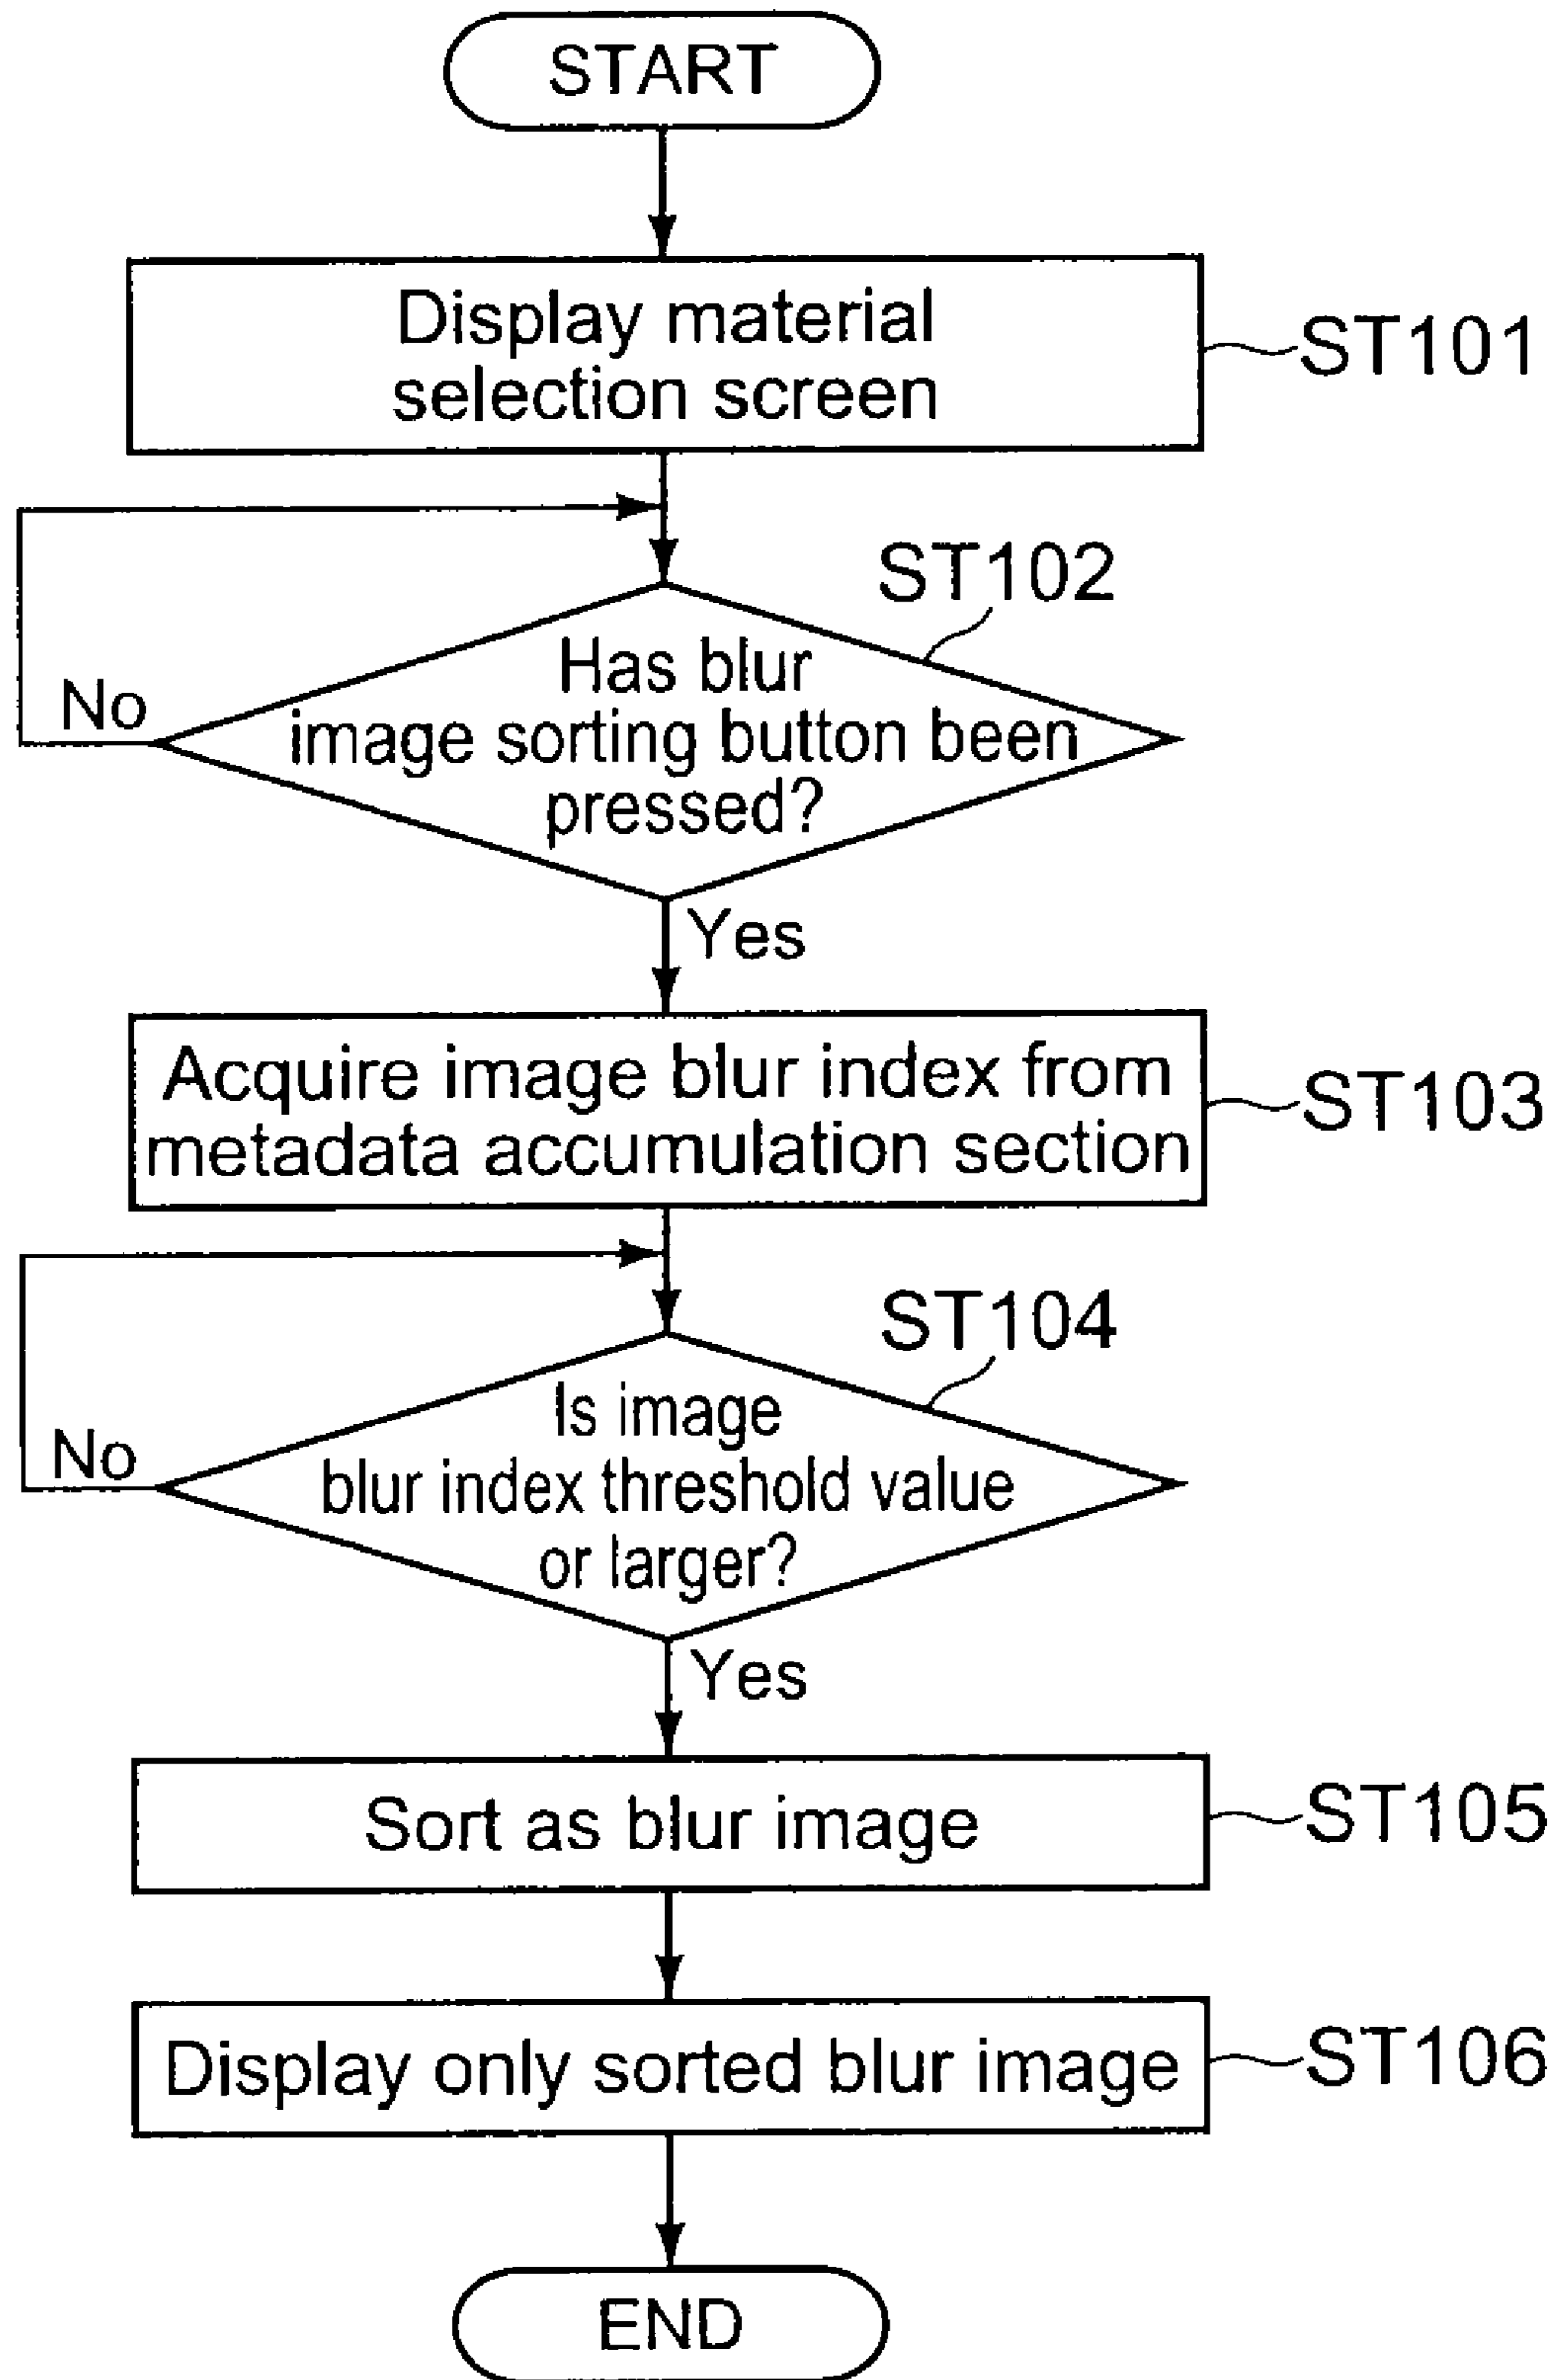 START
Display material
selection screen
ST101
ST102
Has blur
image sorting button been
pressed?
No
Yes
Acquire image blur index from
metadata accumulation section
ST103
ST104
Is image
blur index threshold value
or larger?
No
Yes
Sort as blur image
ST105
Display only sorted blur image
ST106
END